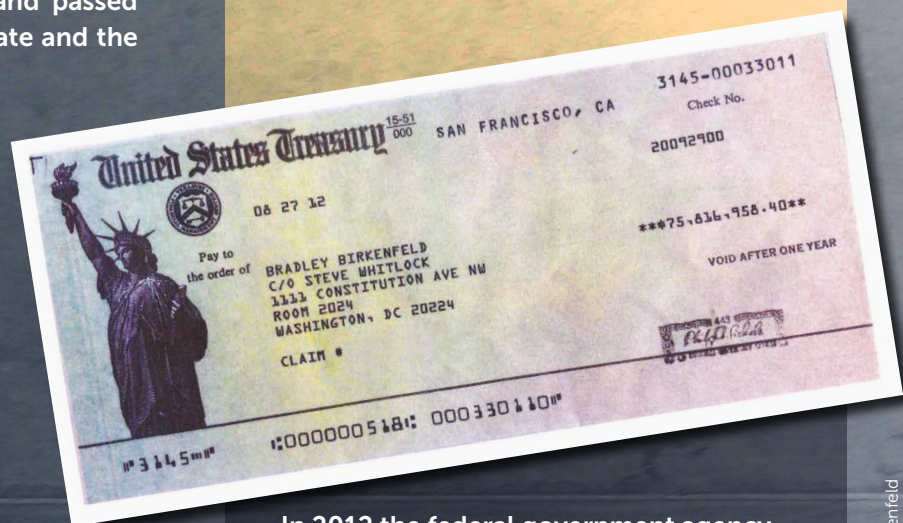 and passed
ate and the
United States Treasury 15-51
000
SAN FRANCISCO, CA
3145-00033011
Check No.
20092900
08 27 12
Pay to
the order of
BRADLEY BIRKENFELD
C/O STEVE WHITLOCK
1111 CONSTITUTION AVE NW
ROOM 2024
WASHINGTON, DC 20224
CLAIM #
***75,816,958.40**
VOID AFTER ONE YEAR
⑈3145⑈ ⑆000000518⑆ 000330110⑈
In 2012 the federal government agency
enfeld